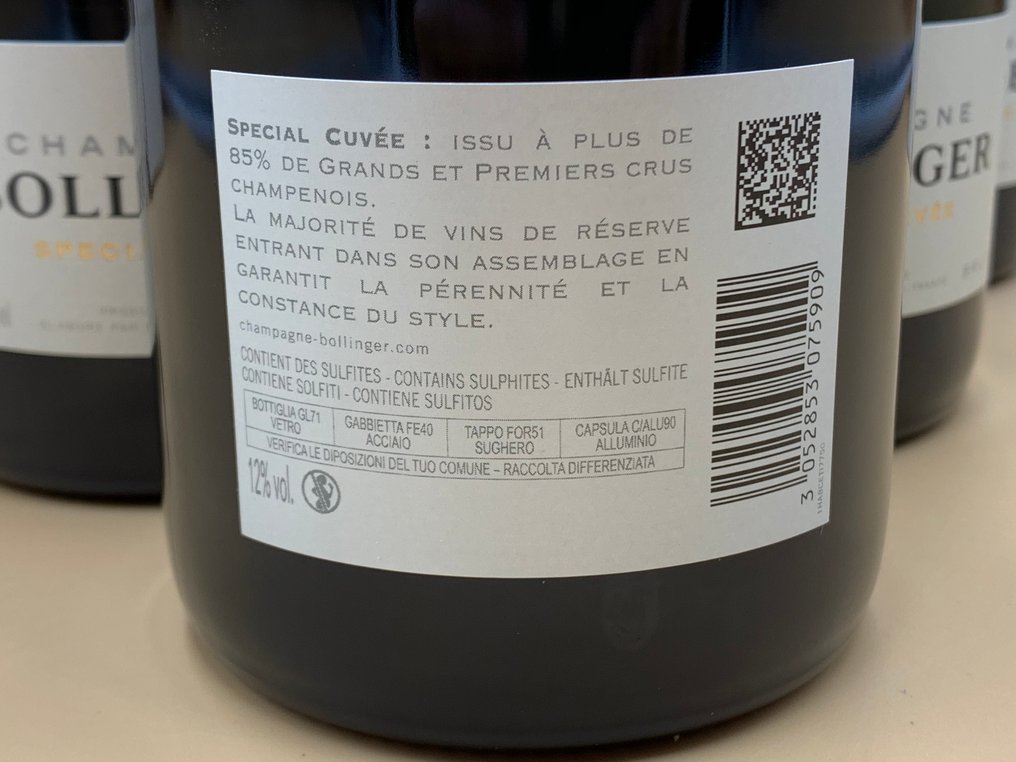 SPECIAL CUVÉE : ISSU À PLUS DE
85% DE GRANDS ET PREMIERS CRUS
CHAMPENOIS.
LA MAJORITÉ DE VINS DE RÉSERVE
ENTRANT DANS SON ASSEMBLAGE EN
GARANTIT LA PÉRENNITÉ ET LA
CONSTANCE DU STYLE.
champagne-bollinger.com
CONTIENT DES SULFITES - CONTAINS SULPHITES - ENTHÄLT SULFITE
CONTIENE SOLFITI - CONTIENE SULFITOS
BOTTIGLIA GL71
VETRO
GABBIETTA FE40
ACCIAIO
TAPPO FOR51
SUGHERO
CAPSULA C/ALU90
ALLUMINIO
VERIFICA LE DIPOSIZIONI DEL TUO COMUNE - RACCOLTA DIFFERENZIATA
12% vol.
3 052853 075909
CHAM
BOLL
SPECI
GNE
GER
VÉE